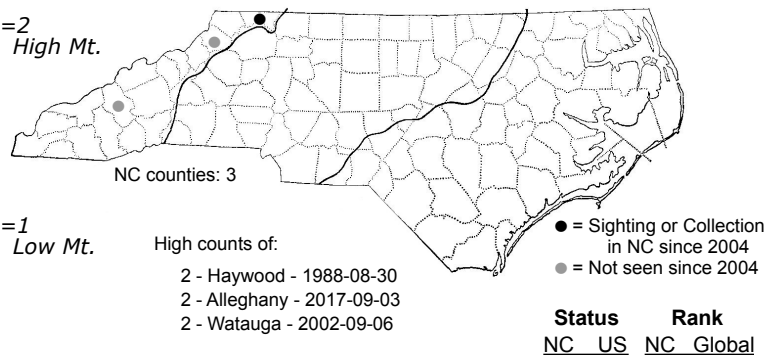 =2
High Mt.
NC counties: 3
=1
Low Mt.
High counts of:
2 - Haywood - 1988-08-30
2 - Alleghany - 2017-09-03
2 - Watauga - 2002-09-06
● = Sighting or Collection
in NC since 2004
● = Not seen since 2004
Status Rank
NC US NC Global